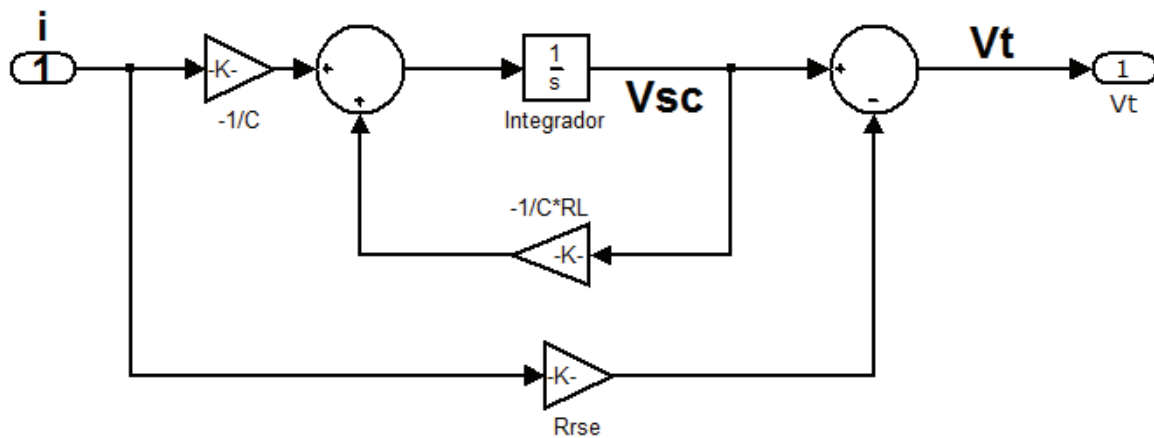 i
1
-K-
-1/C
+
+
1
s
Integrador
Vsc
+
-
Vt
1
Vt
-1/C*RL
-K-
-K-
Rrse